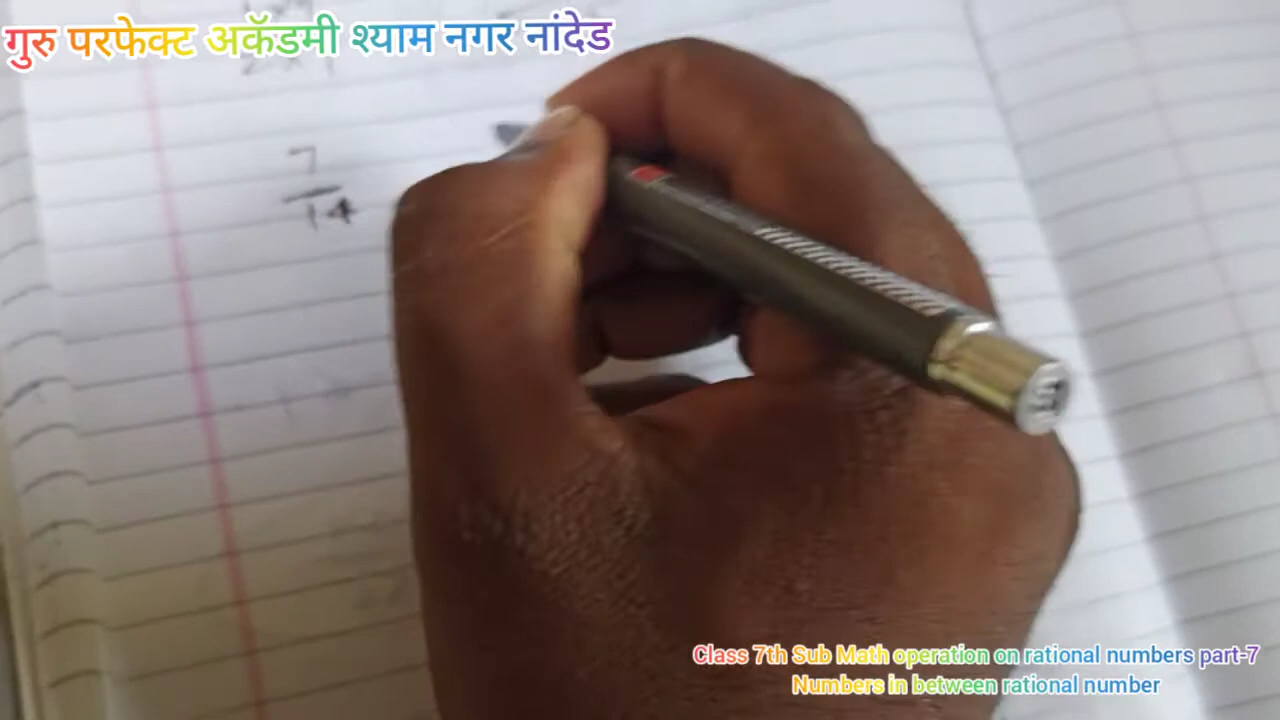 गुरु परफेक्ट अकॅडमी श्याम नगर नांदेड
7
14
Class 7th Sub Math operation on rational numbers part-7
Numbers in between rational number